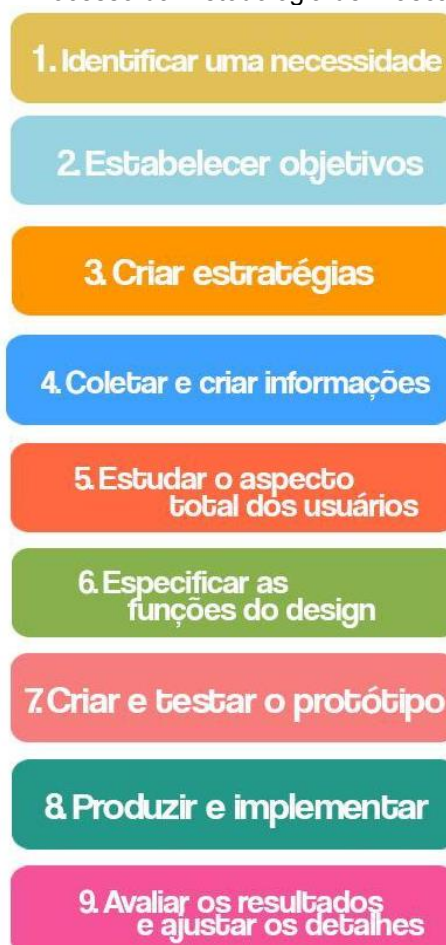 1. Identificar uma necessidade
2. Estabelecer objetivos
3. Criar estratégias
4. Coletar e criar informações
5. Estudar o aspecto
total dos usuários
6. Especificar as
funções do design
7. Criar e testar o protótipo
8. Produzir e implementar
9. Avaliar os resultados
e ajustar os detalhes